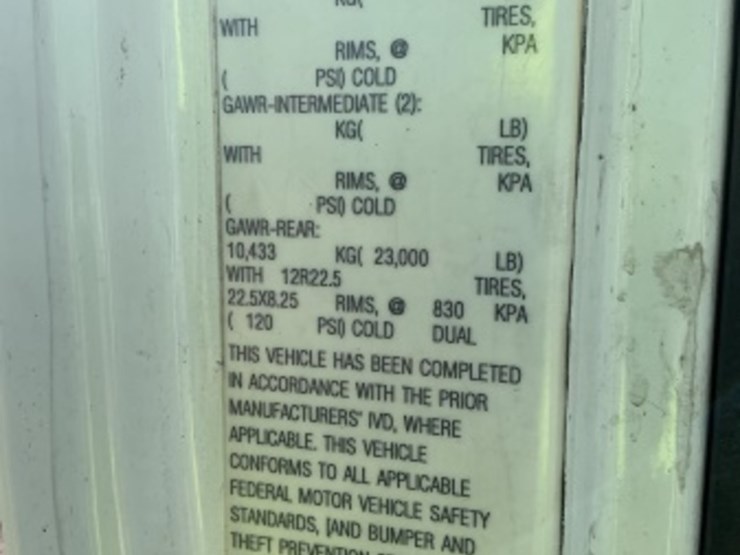 KG(
WITH TIRES,
RIMS, @ KPA
( PSI) COLD
GAWR-INTERMEDIATE (2):
KG( LB)
WITH TIRES,
RIMS, @ KPA
( PSI) COLD
GAWR-REAR:
10,433 KG( 23,000 LB)
WITH 12R22.5 TIRES,
22.5X8.25 RIMS, @ 830 KPA
( 120 PSI) COLD DUAL
THIS VEHICLE HAS BEEN COMPLETED
IN ACCORDANCE WITH THE PRIOR
MANUFACTURERS' IVD, WHERE
APPLICABLE. THIS VEHICLE
CONFORMS TO ALL APPLICABLE
FEDERAL MOTOR VEHICLE SAFETY
STANDARDS, [AND BUMPER AND
THEFT PREVENTION